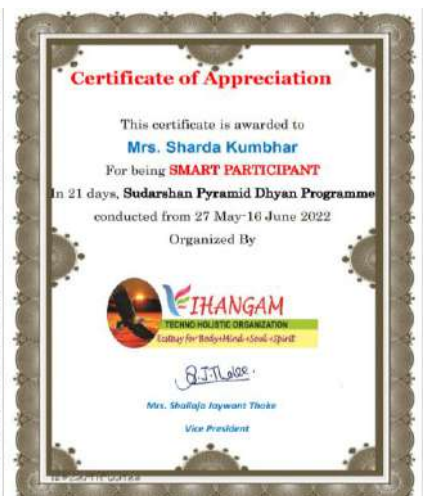 Certificate of Appreciation
This certificate is awarded to
Mrs. Sharda Kumbhar
For being SMART PARTICIPANT
In 21 days, Sudarshan Pyramid Dhyan Programme
conducted from 27 May-16 June 2022
Organized By
VIHANGAM
TECHNO HOLISTIC ORGANIZATION
Ecstasy for Body+Mind+Soul+Spirit
S.J.Thoke.
Mrs. Shailaja Jaywant Thoke
Vice President